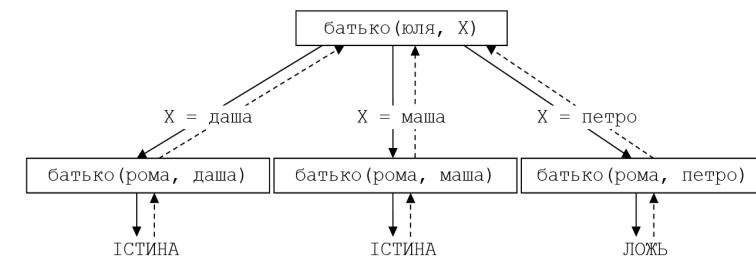 батько(юля, X)
X = даша X = маша X = петро
батько(рома, даша) батько(рома, маша) батько(рома, петро)
ІСТИНА ІСТИНА ЛОЖЬ